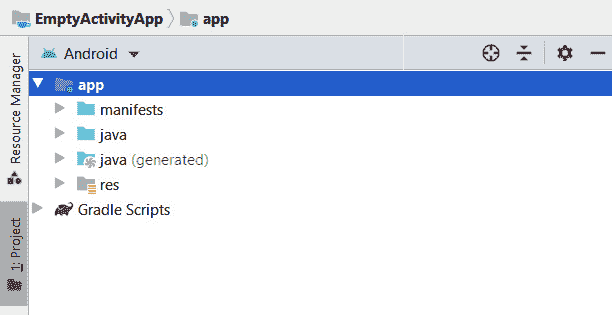 EmptyActivityApp app
Android
app
manifests
java
java (generated)
res
Gradle Scripts
Resource Manager
1: Project